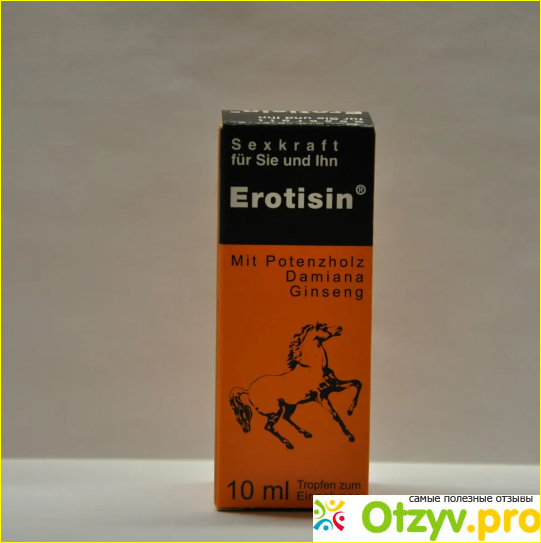 Sexkraft
für Sie und Ihn
Erotisin®
Mit Potenzholz
Damiana
Ginseng
10 ml
Tropfen zum
самые полезные отзывы
Otzyv.pro